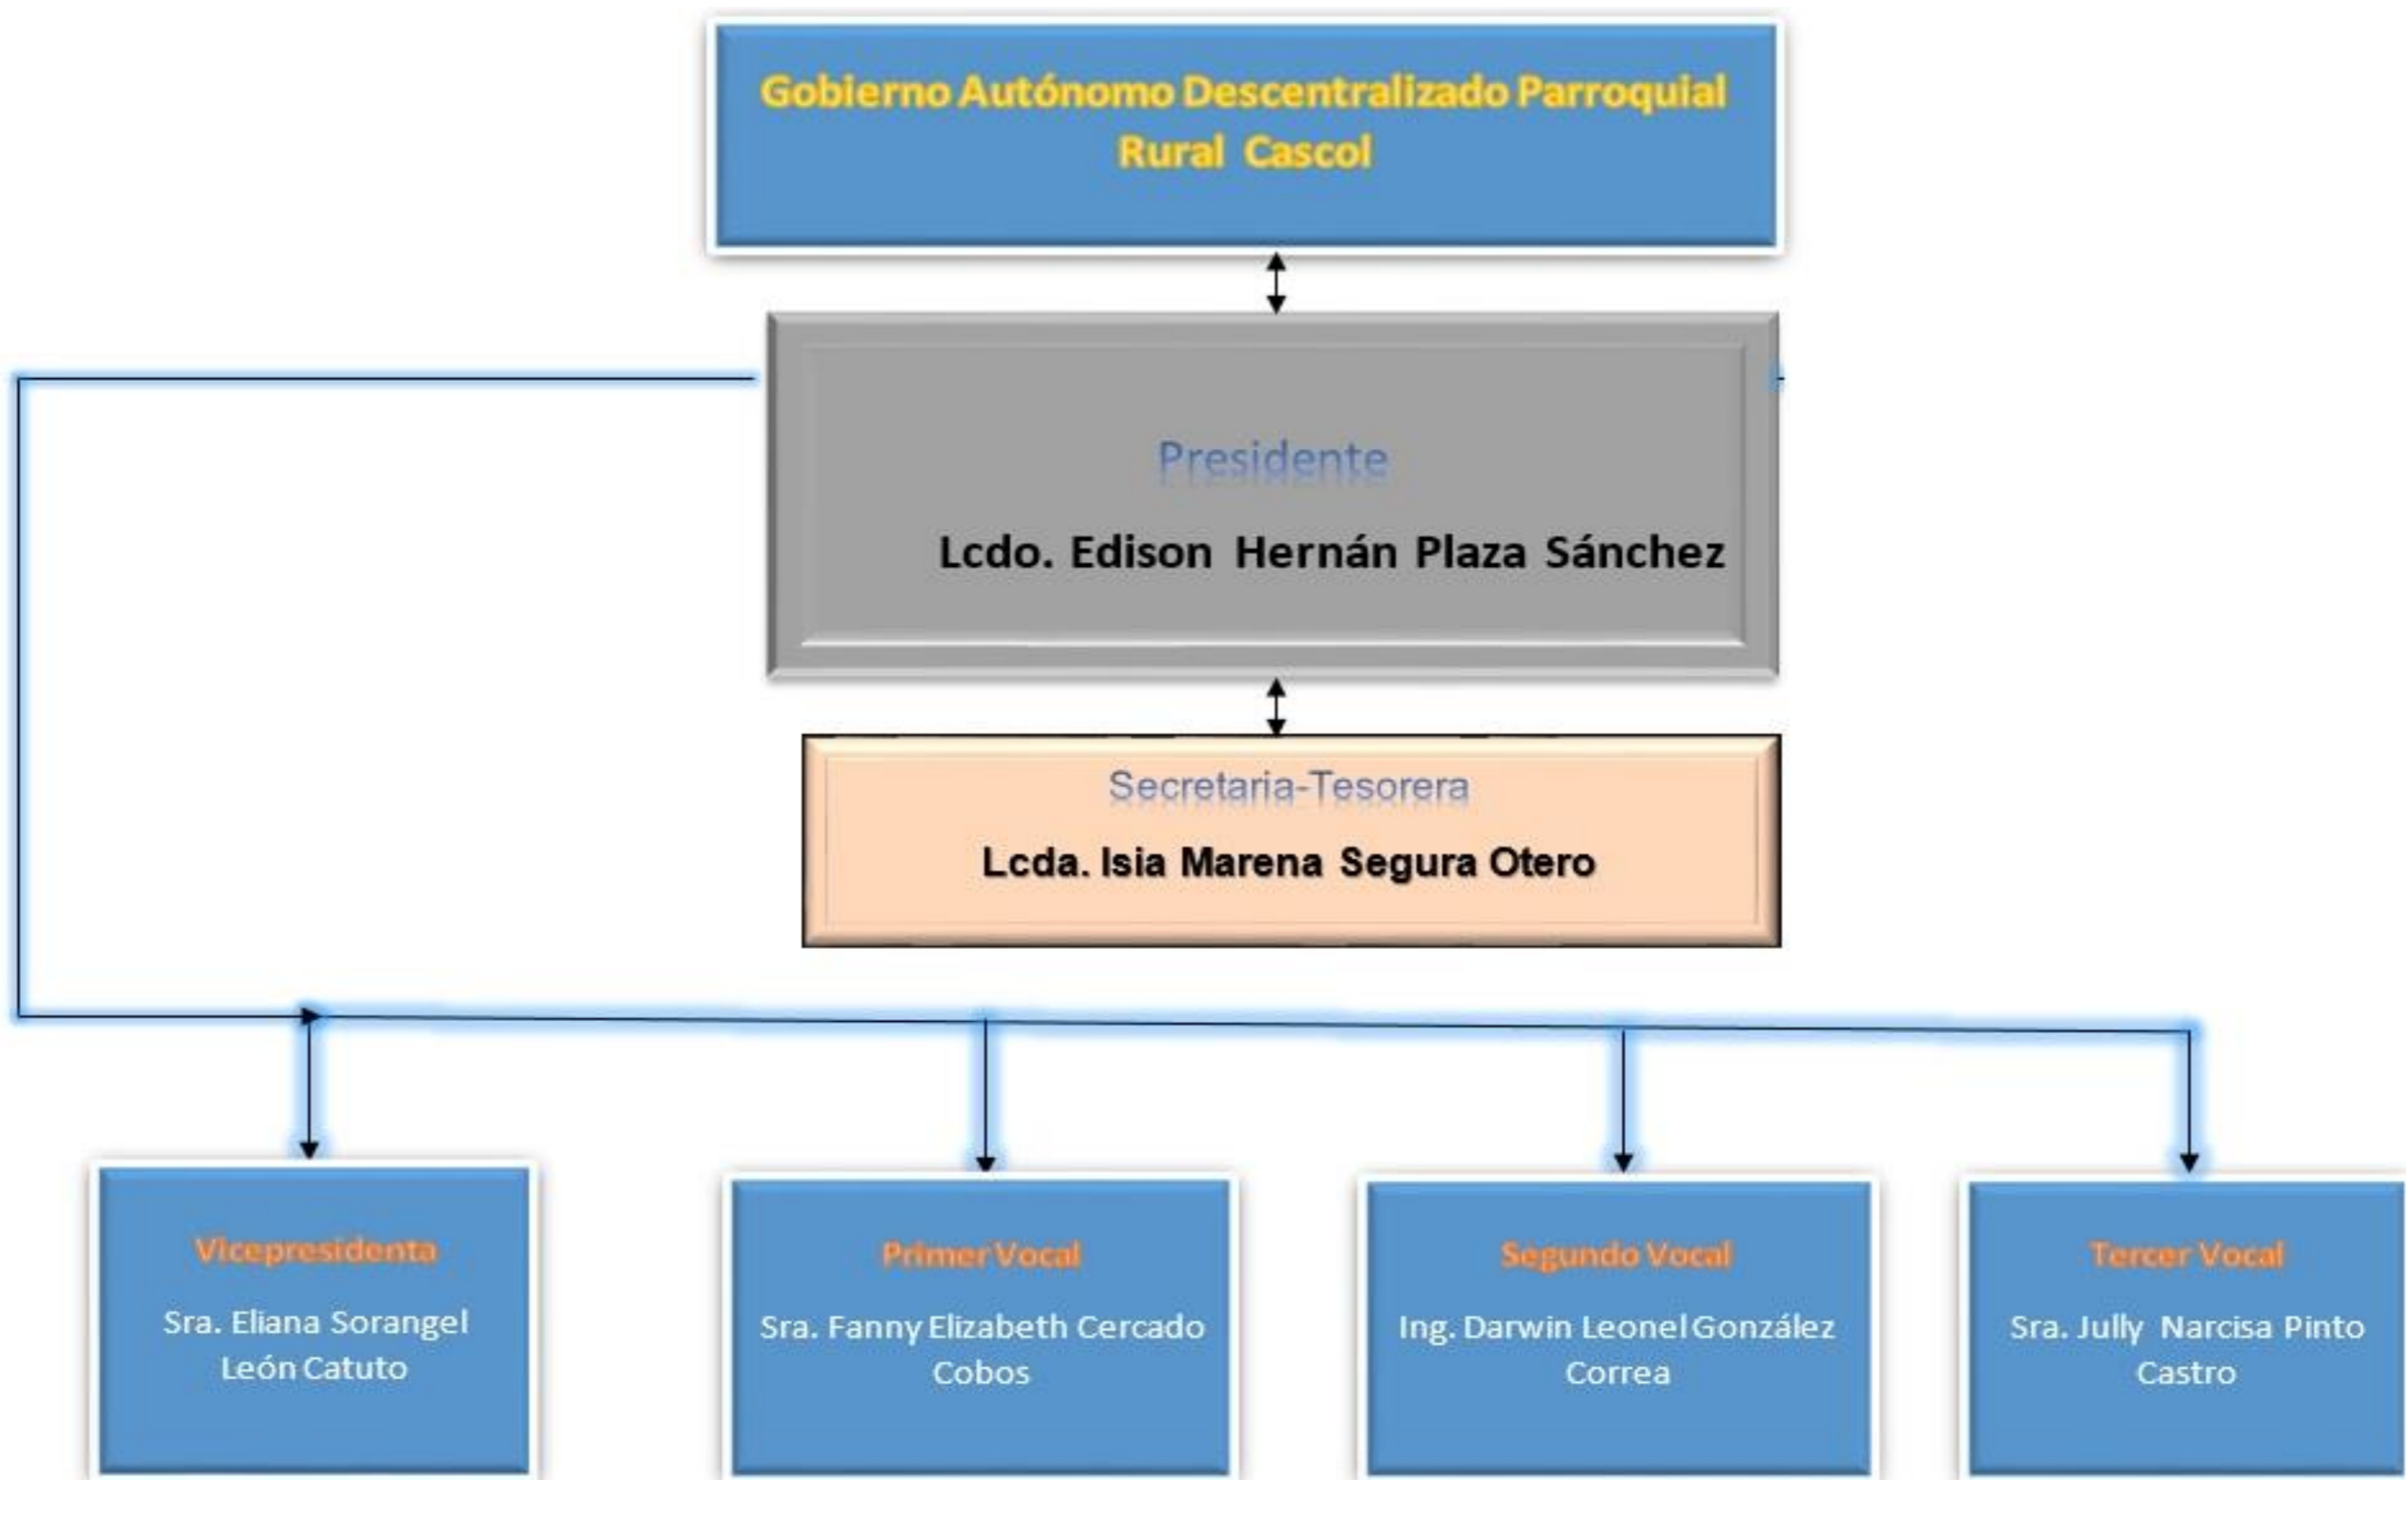 Gobierno Autónomo Descentralizado Parroquial
Rural Cascol
Presidente
Lcdo. Edison Hernán Plaza Sánchez
Secretaria-Tesorera
Lcda. Isia Marena Segura Otero
Vicepresidenta
Sra. Eliana Sorangel
León Catuto
Primer Vocal
Sra. Fanny Elizabeth Cercado
Cobos
Segundo Vocal
Ing. Darwin Leonel González
Correa
Tercer Vocal
Sra. Jully Narcisa Pinto
Castro